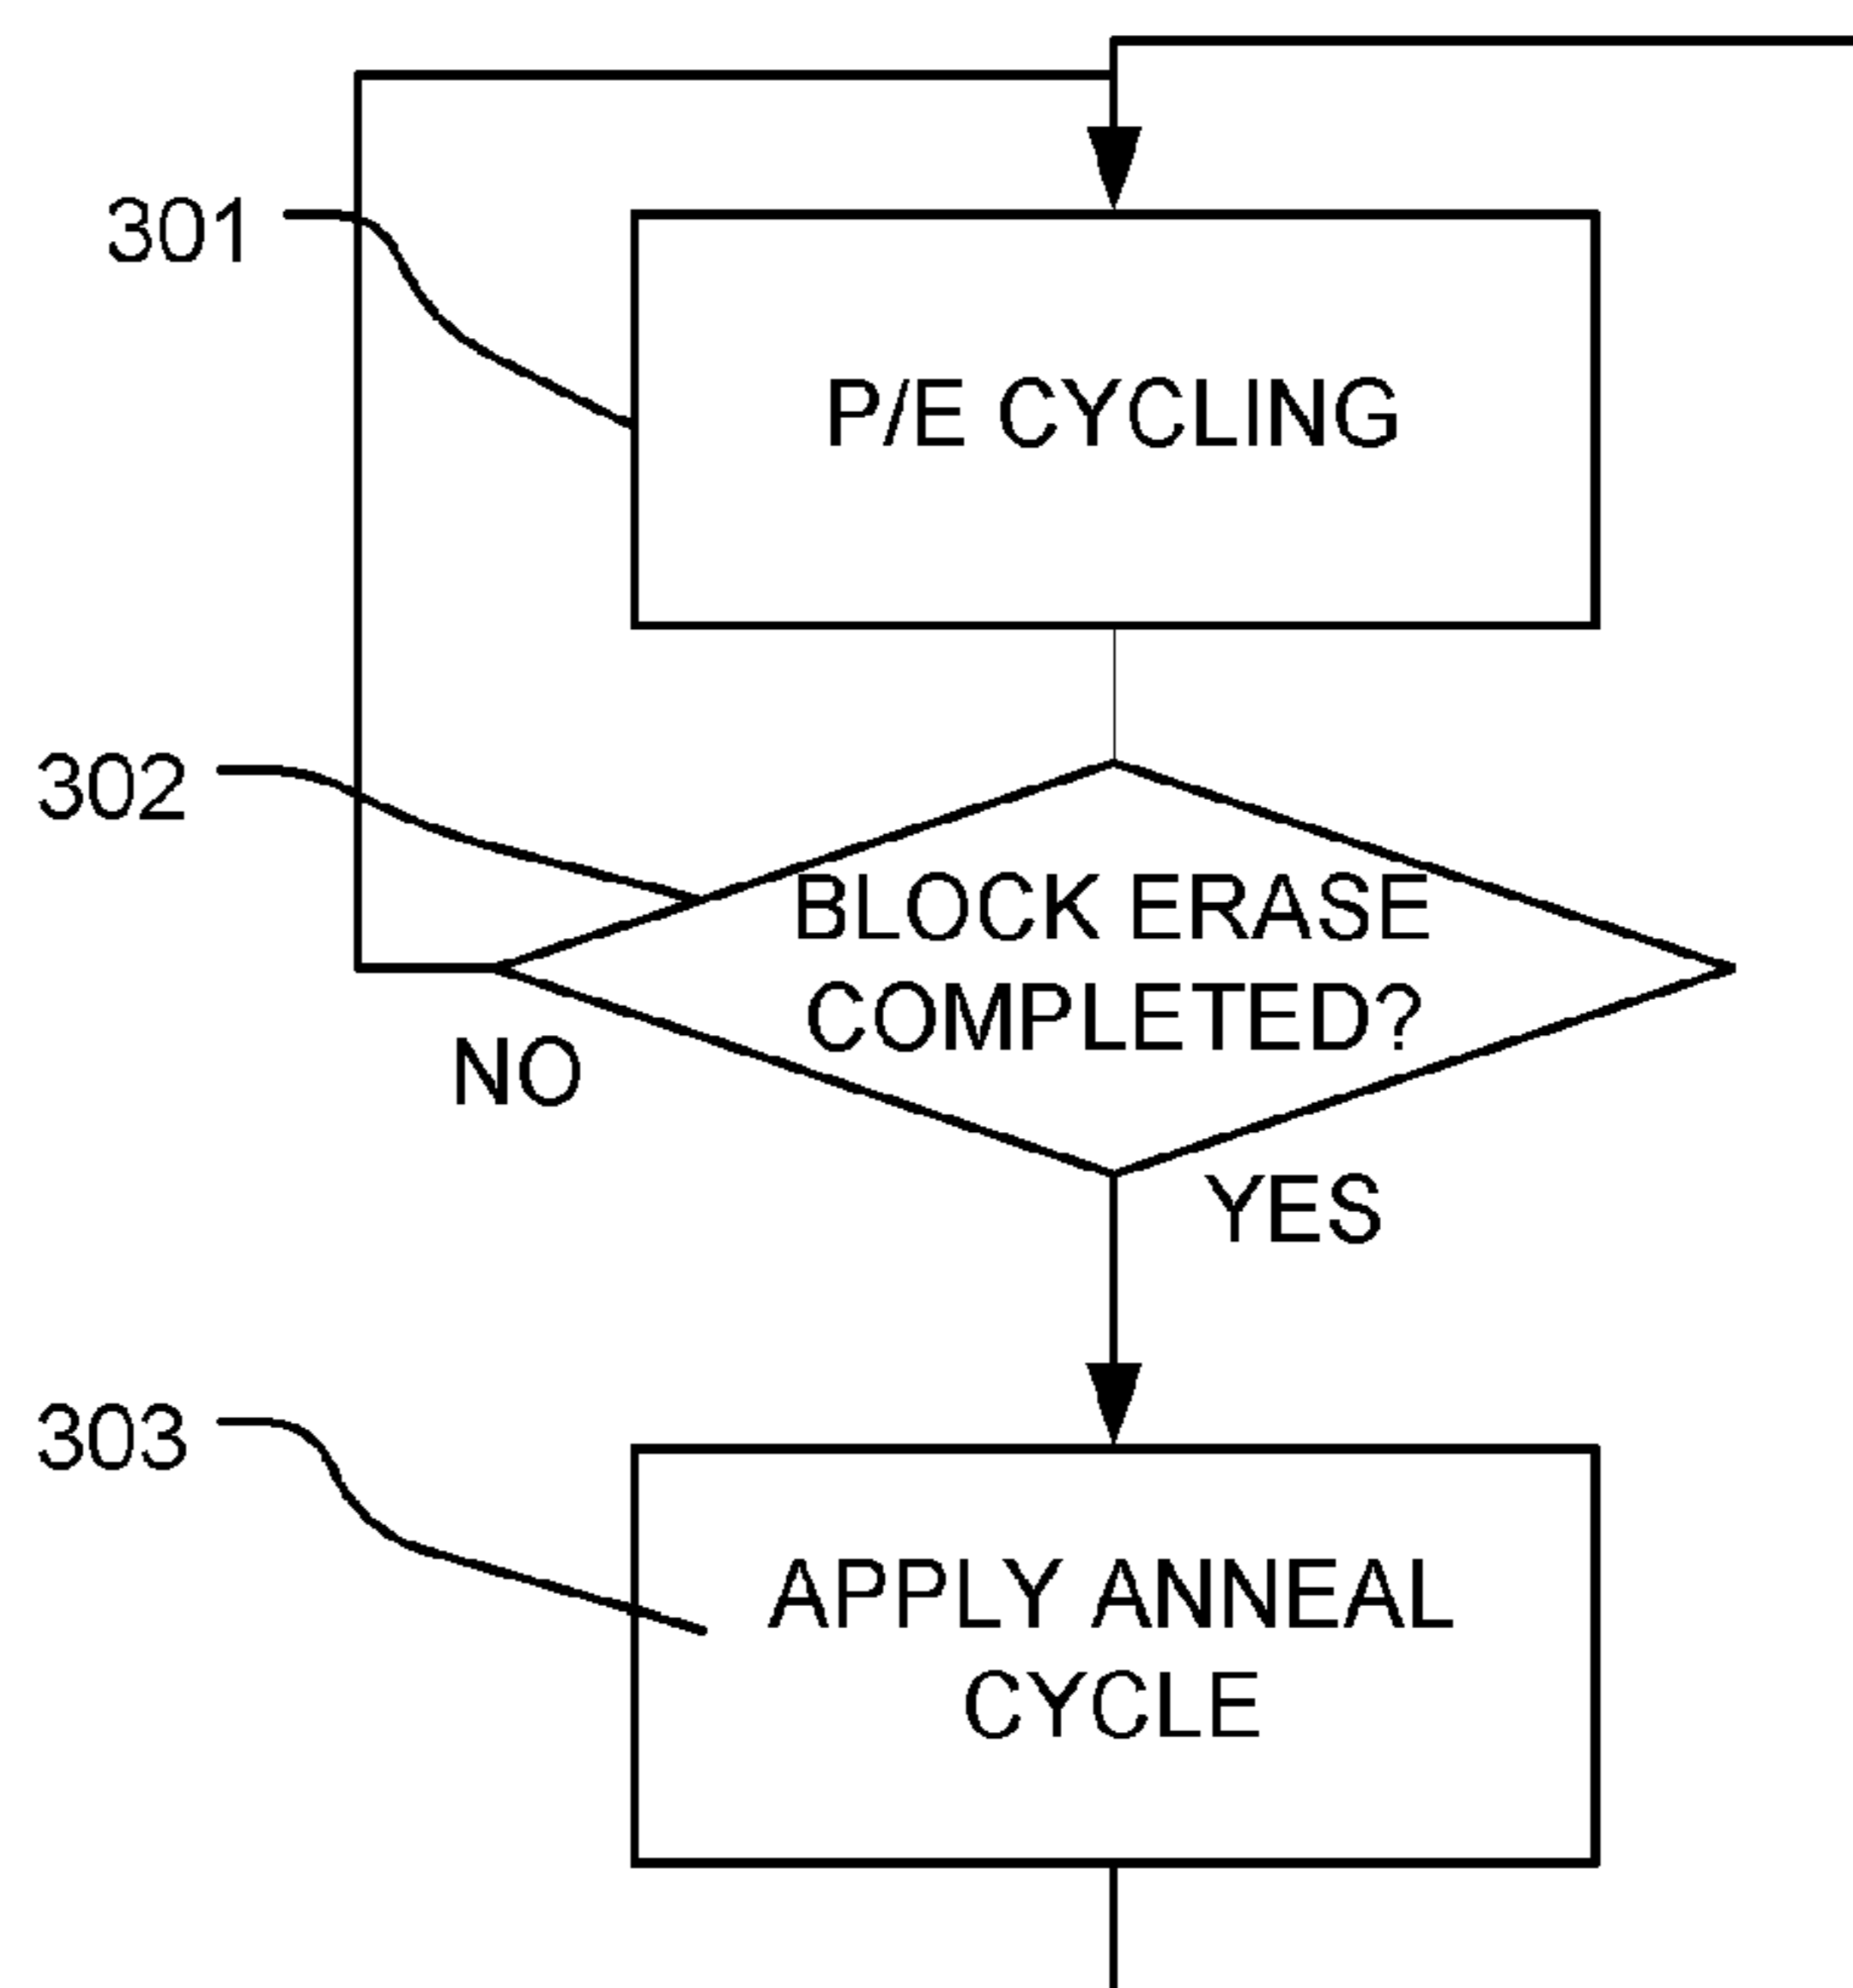 301
P/E CYCLING
302
BLOCK ERASE
COMPLETED?
NO
YES
303
APPLY ANNEAL
CYCLE